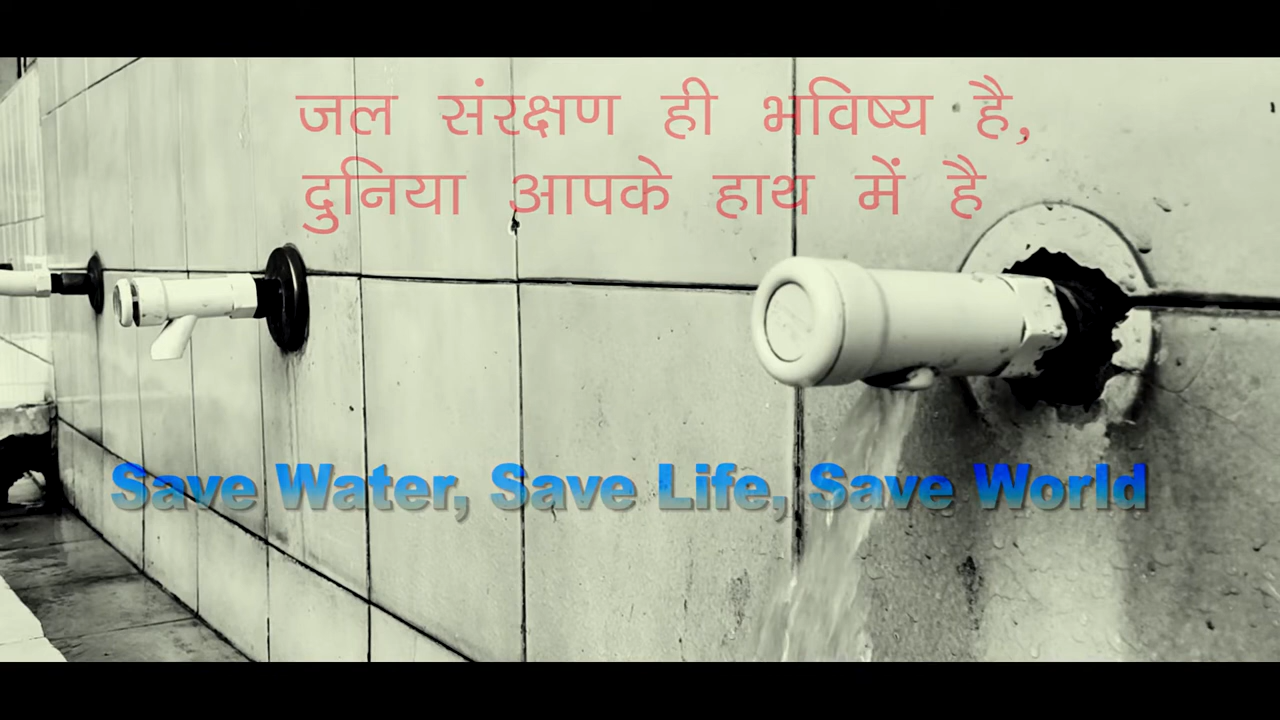 जल संरक्षण ही भविष्य है,
दुनिया आपके हाथ में है
Save Water, Save Life, Save World